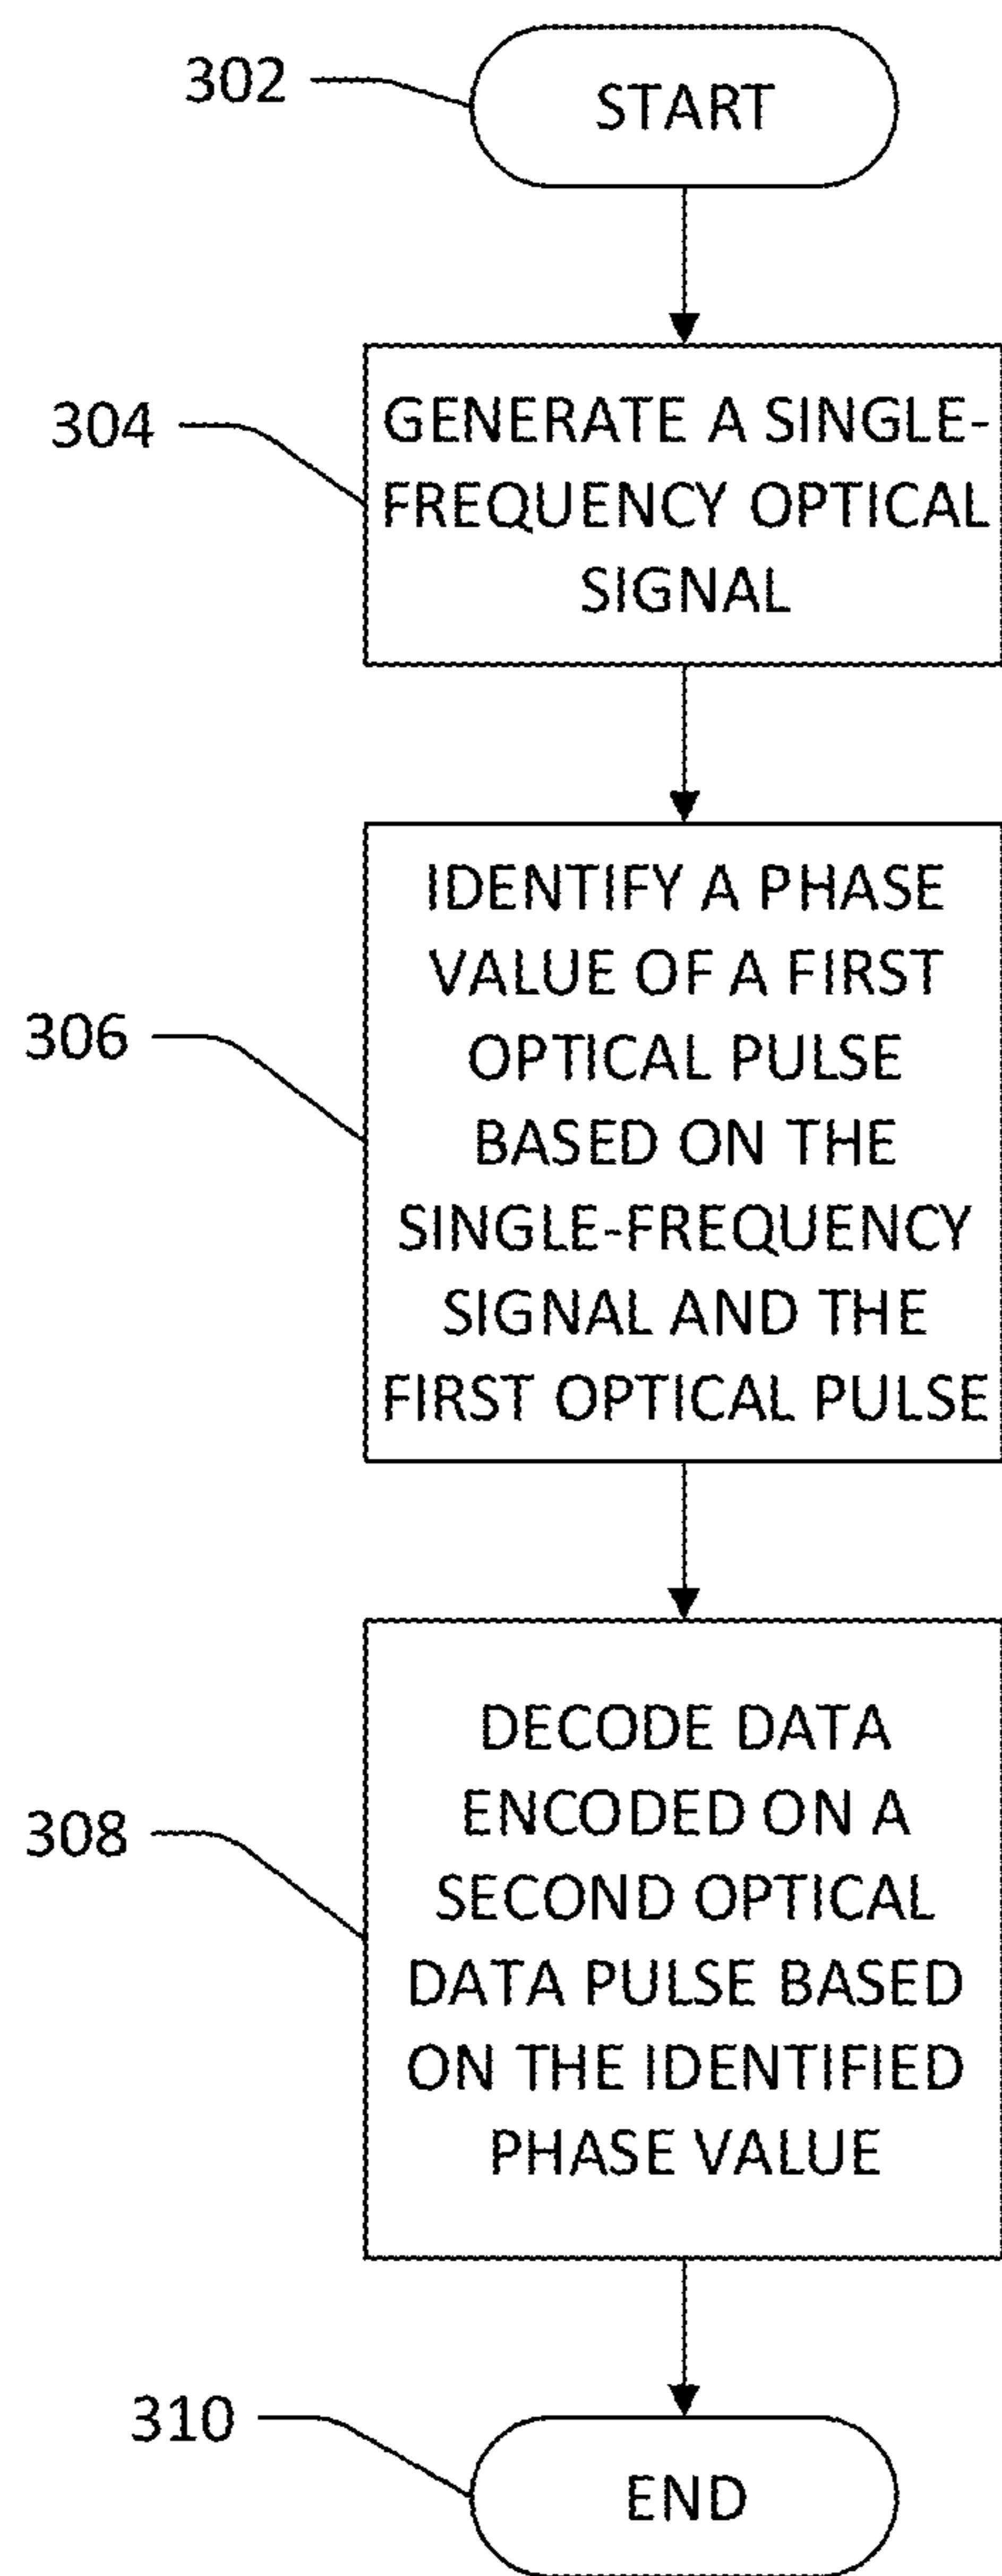 302
START
304
GENERATE A SINGLE-
FREQUENCY OPTICAL
SIGNAL
306
IDENTIFY A PHASE
VALUE OF A FIRST
OPTICAL PULSE
BASED ON THE
SINGLE-FREQUENCY
SIGNAL AND THE
FIRST OPTICAL PULSE
308
DECODE DATA
ENCODED ON A
SECOND OPTICAL
DATA PULSE BASED
ON THE IDENTIFIED
PHASE VALUE
310
END